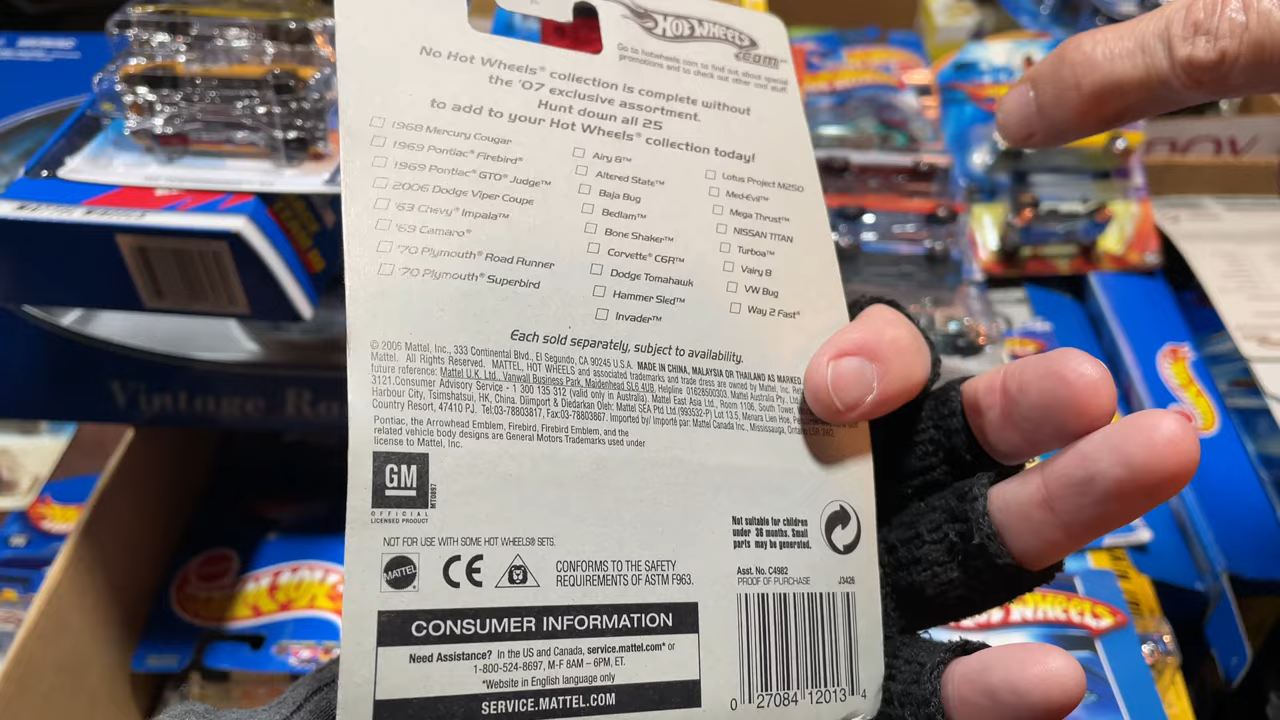 HOT WHEELS
.com™
Go to hotwheels.com to find out about special
promotions and to check out other cool stuff.
No Hot Wheels® collection is complete without
the '07 exclusive assortment.
Hunt down all 25
to add to your Hot Wheels® collection today!
1968 Mercury Cougar
1969 Pontiac® Firebird®
1969 Pontiac® GTO® Judge™
2006 Dodge Viper Coupe
'63 Chevy® Impala™
'69 Camaro®
'70 Plymouth® Road Runner
'70 Plymouth® Superbird
Airy 8™
Altered State™
Baja Bug
Bedlam™
Bone Shaker™
Corvette® C6R™
Dodge Tomahawk
Hammer Sled™
Invader™
Lotus Project M250
Med-Evil™
Mega Thrust™
NISSAN TITAN
Turboa™
Vairy 8
VW Bug
Way 2 Fast®
Each sold separately, subject to availability.
© 2006 Mattel, Inc., 333 Continental Blvd., El Segundo, CA 90245 U.S.A. MADE IN CHINA, MALAYSIA OR THAILAND AS MARKED.
Mattel. All Rights Reserved. MATTEL, HOT WHEELS and associated trademarks and trade dress are owned by Mattel, Inc.
future reference: Mattel U.K. Ltd., Vanwall Business Park, Maidenhead SL6 4UB. Helpline 01628500303. Mattel Australia Pty., Ltd.
3121.Consumer Advisory Service - 1 300 135 312 (valid only in Australia). Mattel East Asia Ltd., Room 1106, South Tower,
Harbour City, Tsimshatsui, HK, China. Diimport & Diedarkan Oleh: Mattel SEA Ptd Ltd.(993532-P) Lot 13.5, Menara Lien Hoe,
Country Resort, 47410 PJ. Tel:03-78803817, Fax:03-78803867. Imported by/ Importé par: Mattel Canada Inc., Mississauga, Ontario L5R 3W2
Pontiac, the Arrowhead Emblem, Firebird, Firebird Emblem, and the
related vehicle body designs are General Motors Trademarks used under
license to Mattel, Inc.
GM
MT0897
OFFICIAL
LICENSED PRODUCT
Not suitable for children
under 36 months. Small
parts may be generated.
NOT FOR USE WITH SOME HOT WHEELS® SETS.
MATTEL
CE
CONFORMS TO THE SAFETY
REQUIREMENTS OF ASTM F963.
Asst. No. C4982
PROOF OF PURCHASE J3426
CONSUMER INFORMATION
Need Assistance? In the US and Canada, service.mattel.com* or
1-800-524-8697, M-F 8AM – 6PM, ET.
*Website in English language only
SERVICE.MATTEL.COM
0 27084 12013 4
Vintage
HOT WHEELS